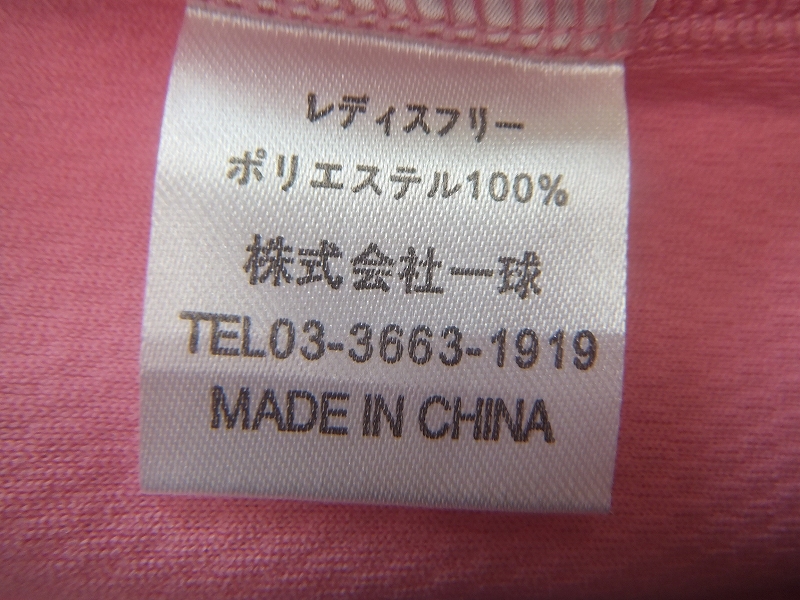 レディスフリー
ポリエステル100%
株式会社一球
TEL03-3663-1919
MADE IN CHINA